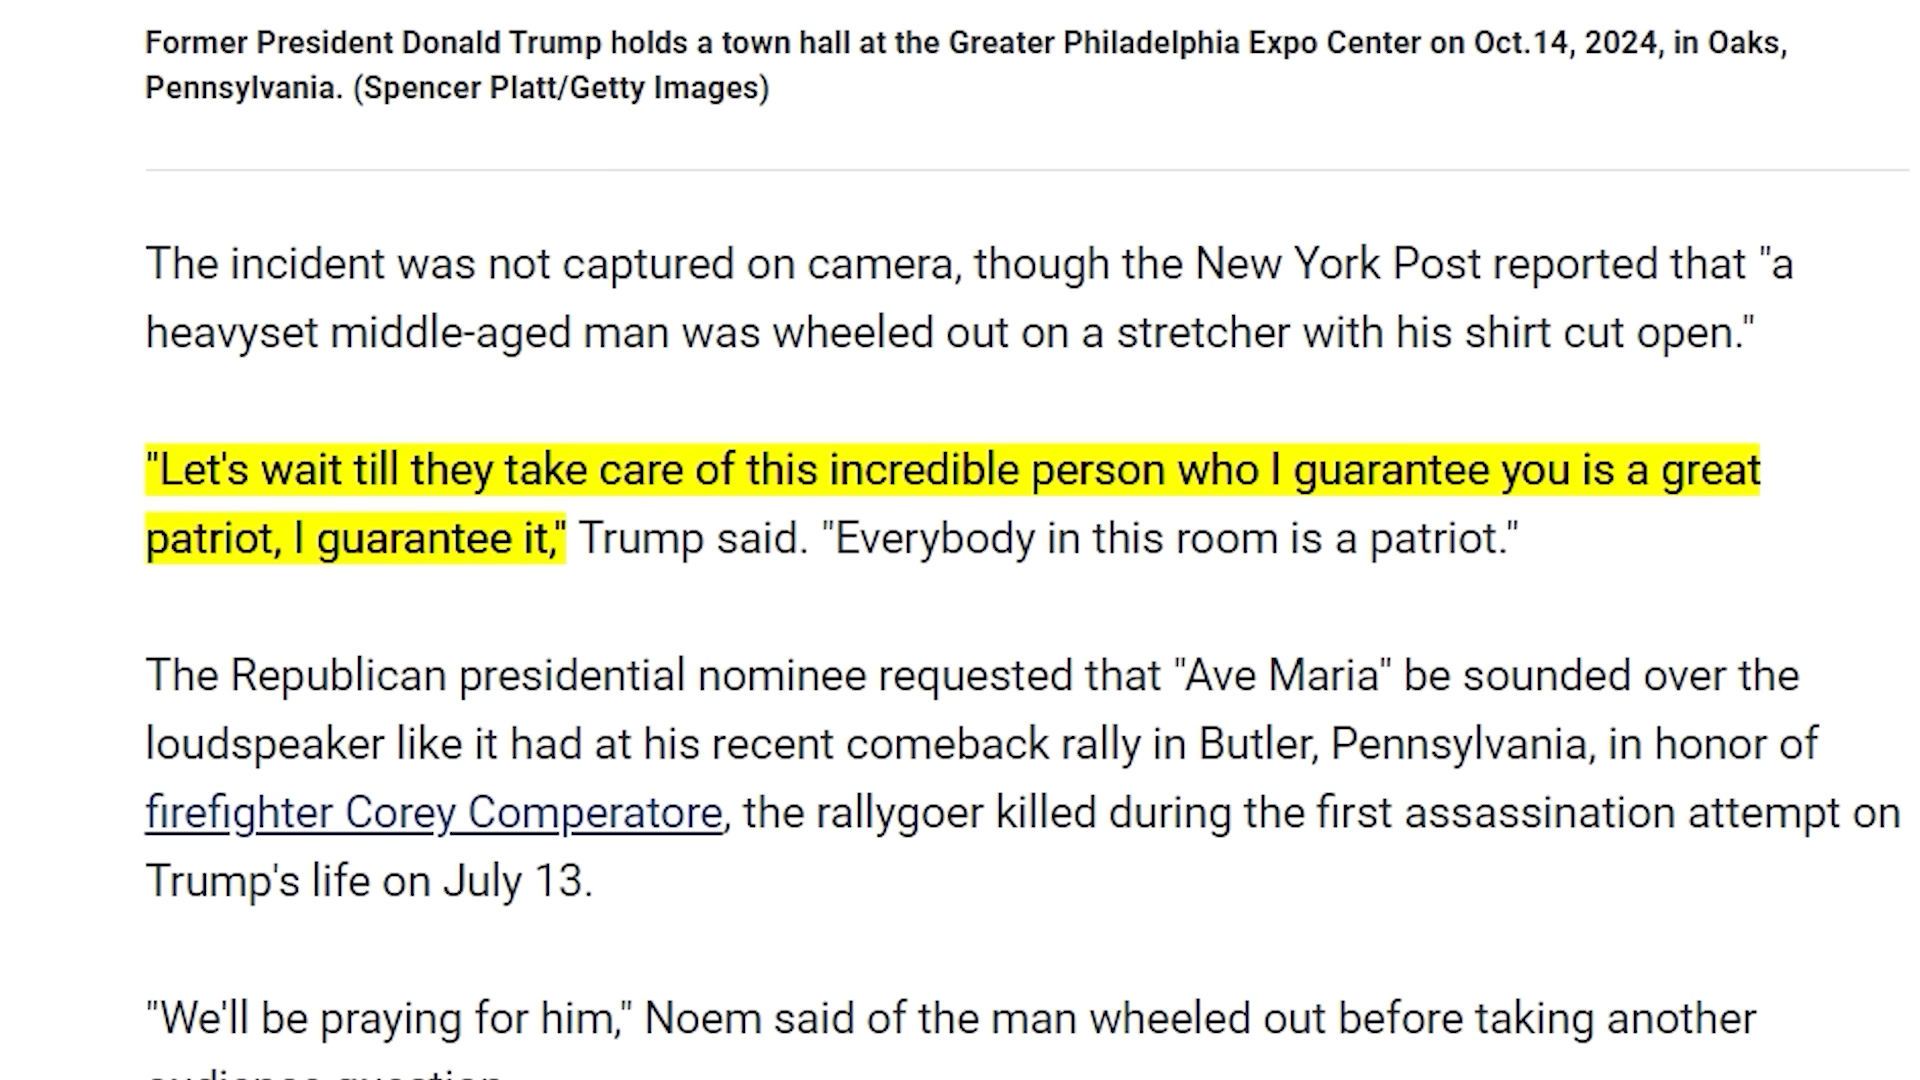 Former President Donald Trump holds a town hall at the Greater Philadelphia Expo Center on Oct.14, 2024, in Oaks,
Pennsylvania. (Spencer Platt/Getty Images)
The incident was not captured on camera, though the New York Post reported that "a
heavyset middle-aged man was wheeled out on a stretcher with his shirt cut open."
"Let's wait till they take care of this incredible person who I guarantee you is a great
patriot, I guarantee it," Trump said. "Everybody in this room is a patriot."
The Republican presidential nominee requested that "Ave Maria" be sounded over the
loudspeaker like it had at his recent comeback rally in Butler, Pennsylvania, in honor of
firefighter Corey Comperatore, the rallygoer killed during the first assassination attempt on
Trump's life on July 13.
"We'll be praying for him," Noem said of the man wheeled out before taking another